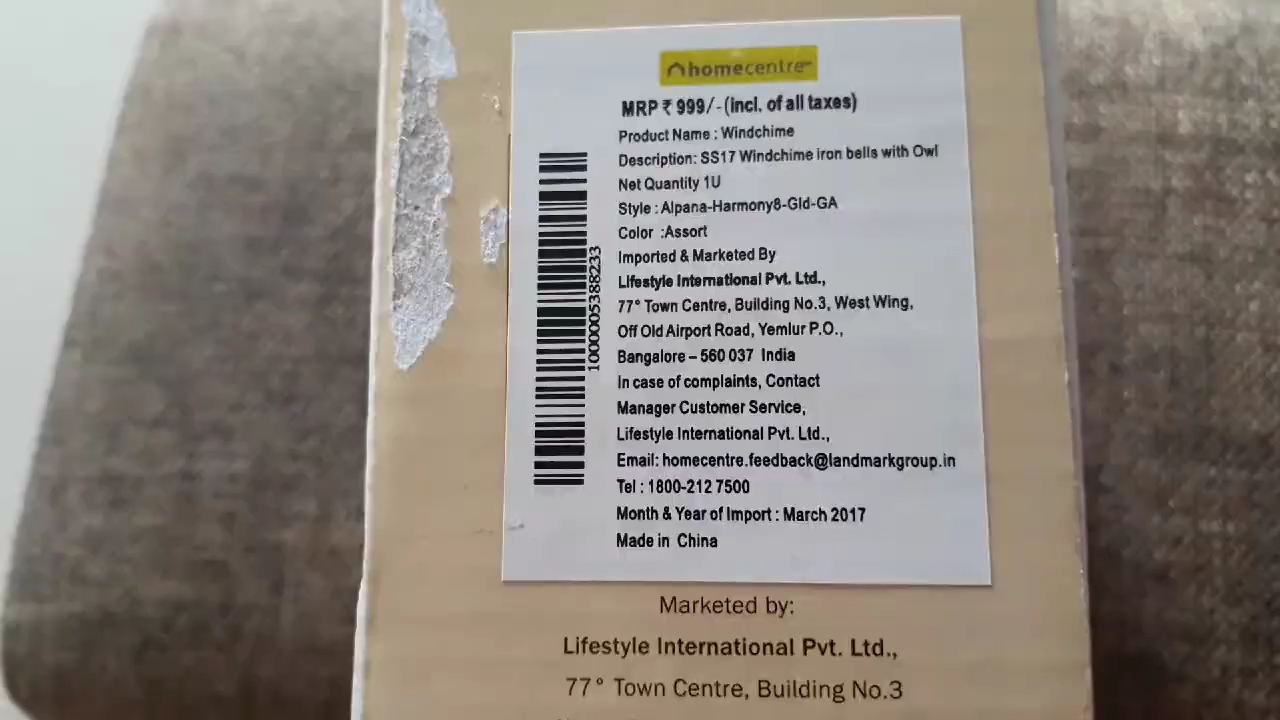 homecentre
MRP ₹ 999/- (incl. of all taxes)
Product Name : Windchime
Description: SS17 Windchime iron bells with Owl
Net Quantity 1U
Style : Alpana-Harmony8-Gld-GA
Color :Assort
Imported & Marketed By
Lifestyle International Pvt. Ltd.,
77° Town Centre, Building No.3, West Wing,
Off Old Airport Road, Yemlur P.O.,
Bangalore – 560 037 India
In case of complaints, Contact
Manager Customer Service,
Lifestyle International Pvt. Ltd.,
Email: homecentre.feedback@landmarkgroup.in
Tel : 1800-212 7500
Month & Year of Import : March 2017
Made in China
1000005388233
Marketed by:
Lifestyle International Pvt. Ltd.,
77° Town Centre, Building No.3